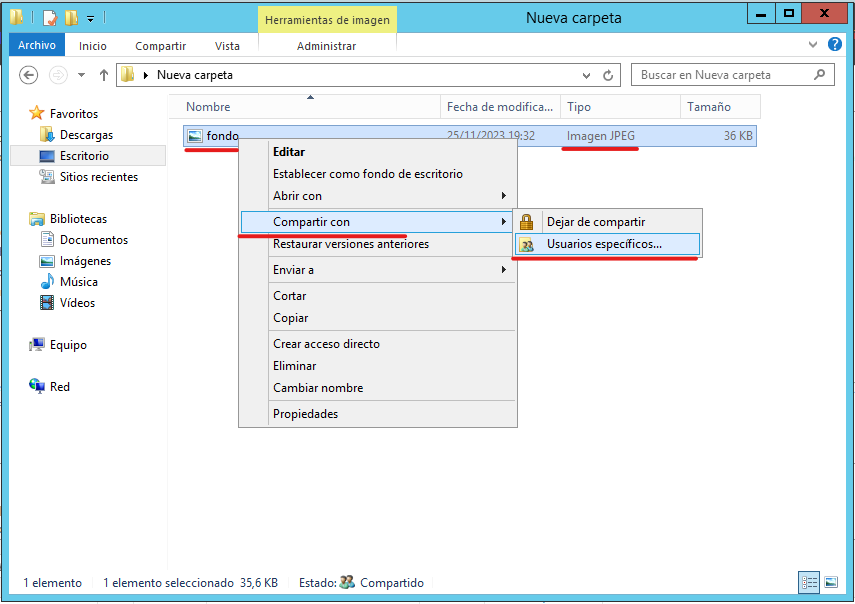 Herramientas de imagen
Nueva carpeta
Archivo
Inicio
Compartir
Vista
Administrar
Nueva carpeta
Buscar en Nueva carpeta
Nombre
Fecha de modifica...
Tipo
Tamaño
Favoritos
Descargas
Escritorio
Sitios recientes
Bibliotecas
Documentos
Imágenes
Música
Vídeos
Equipo
Red
fondo
25/11/2023 19:32
Imagen JPEG
36 KB
Editar
Establecer como fondo de escritorio
Abrir con
Compartir con
Restaurar versiones anteriores
Enviar a
Cortar
Copiar
Crear acceso directo
Eliminar
Cambiar nombre
Propiedades
Dejar de compartir
Usuarios específicos...
1 elemento
1 elemento seleccionado 35,6 KB
Estado: Compartido